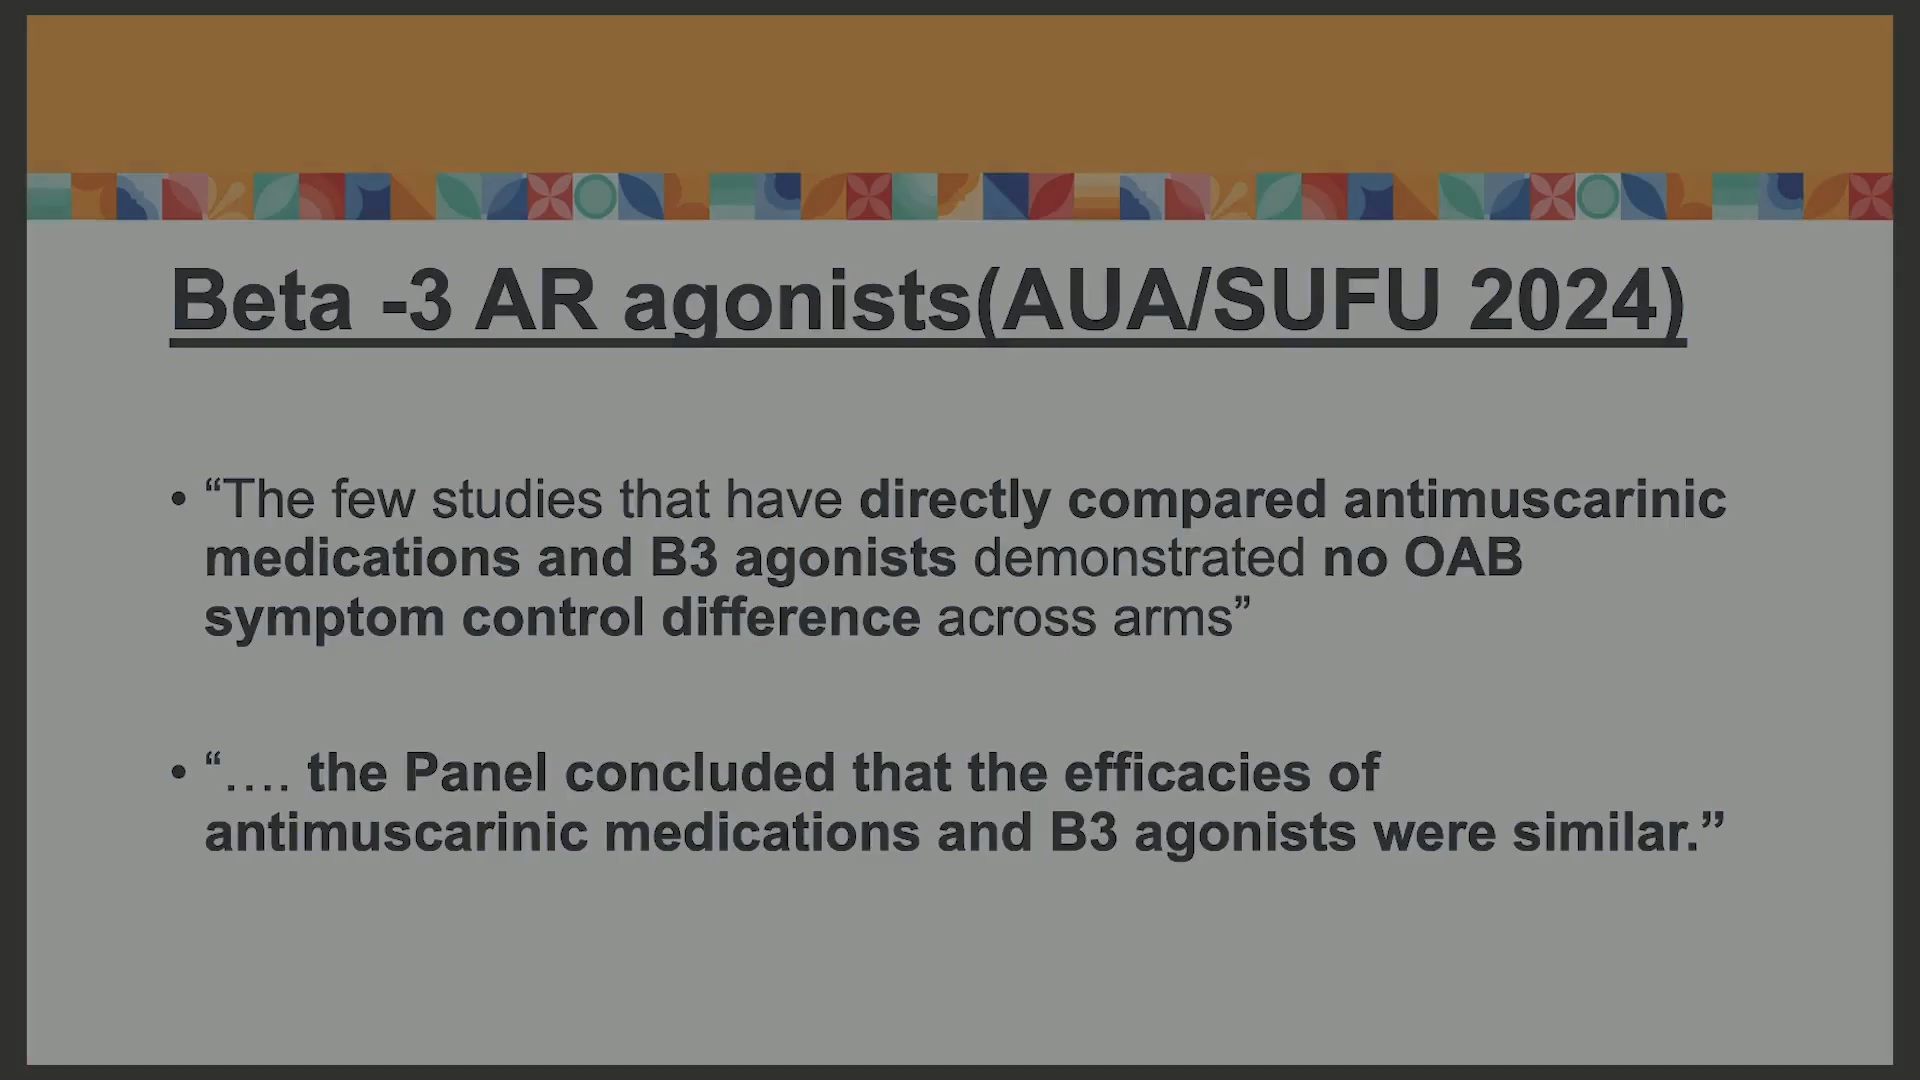 Beta -3 AR agonists(AUA/SUFU 2024)
• “The few studies that have directly compared antimuscarinic
medications and B3 agonists demonstrated no OAB
symptom control difference across arms”
• “…. the Panel concluded that the efficacies of
antimuscarinic medications and B3 agonists were similar.”